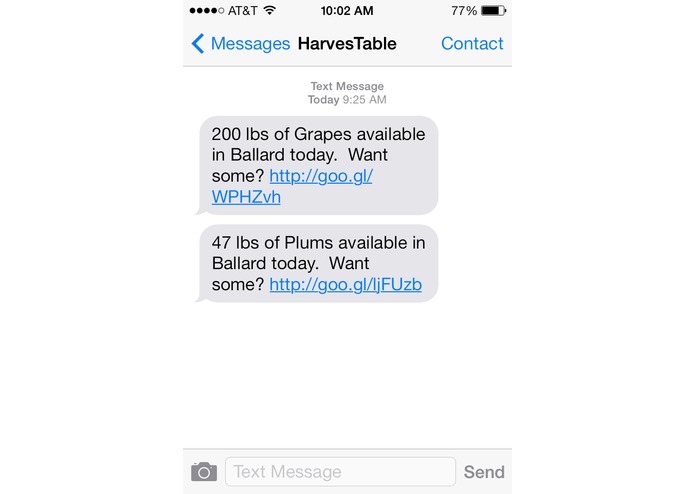 AT&T 10:02 AM 77%
Messages HarvesTable Contact
Text Message
Today 9:25 AM
200 lbs of Grapes available
in Ballard today.  Want
some? http://goo.gl/
WPHZvh
47 lbs of Plums available in
Ballard today.  Want
some? http://goo.gl/ljFUzb
Text Message Send